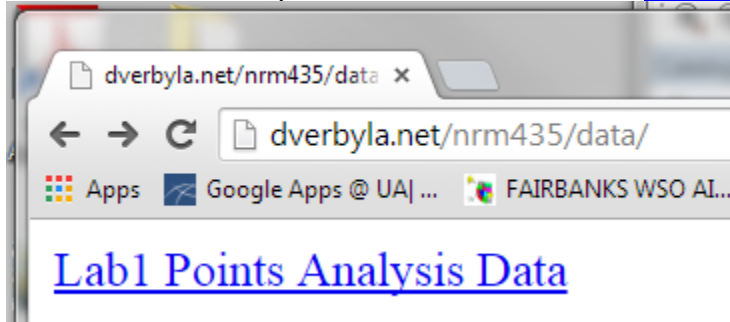 dverbyla.net/nrm435/data
dverbyla.net/nrm435/data/
Apps Google Apps @ UA| ... FAIRBANKS WSO AI...
Lab1 Points Analysis Data